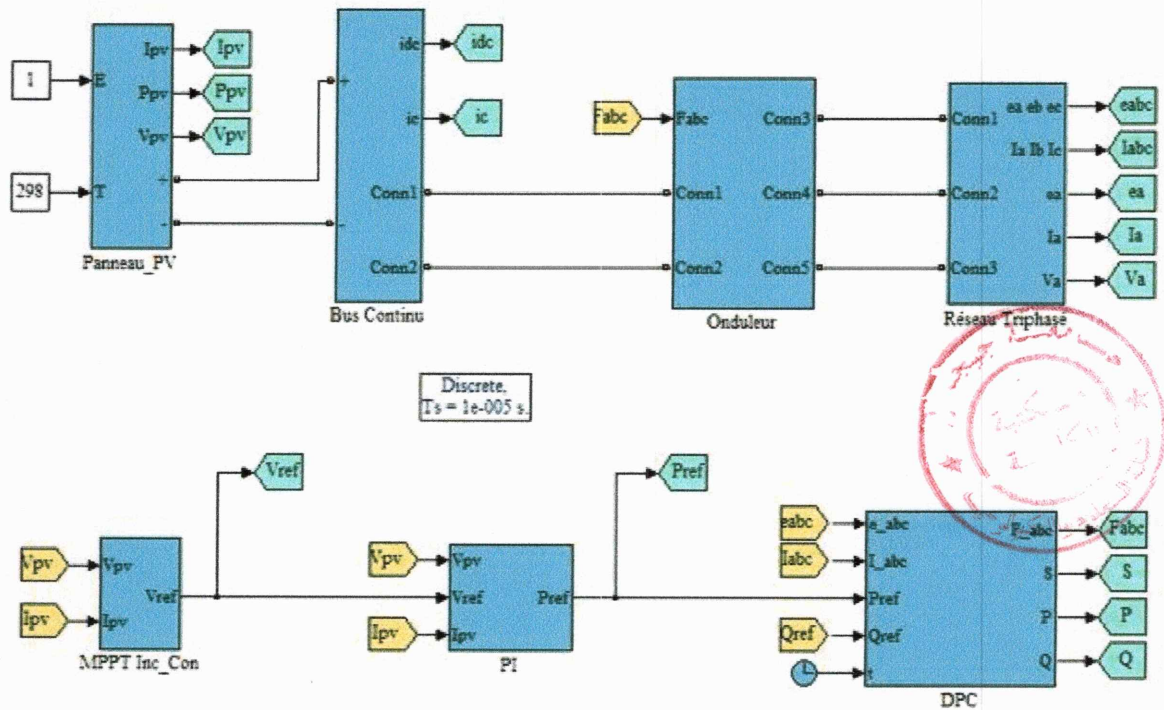 1
298
E
T
Ipv
Ppv
Vpv
+
-
Ipv
Ppv
Vpv
Panneau_PV
+
-
idc
ic
Conn1
Conn2
idc
ic
Bus Continu
Fabc
Fabc
Conn1
Conn2
Conn3
Conn4
Conn5
Onduleur
Conn1
Conn2
Conn3
ea eb ec
Ia Ib Ic
ea
Ia
Va
eabc
Iabc
ea
Ia
Va
Réseau Triphasé
Discrete,
Ts = 1e-005 s.
Vpv
Ipv
Vpv
Ipv
Vref
Vref
MPPT Inc_Con
Vpv
Ipv
Vpv
Vref
Ipv
Pref
Pref
PI
eabc
Iabc
Qref
e_abc
I_abc
Pref
Qref
t
F_abc
S
P
Q
Fabc
S
P
Q
DPC